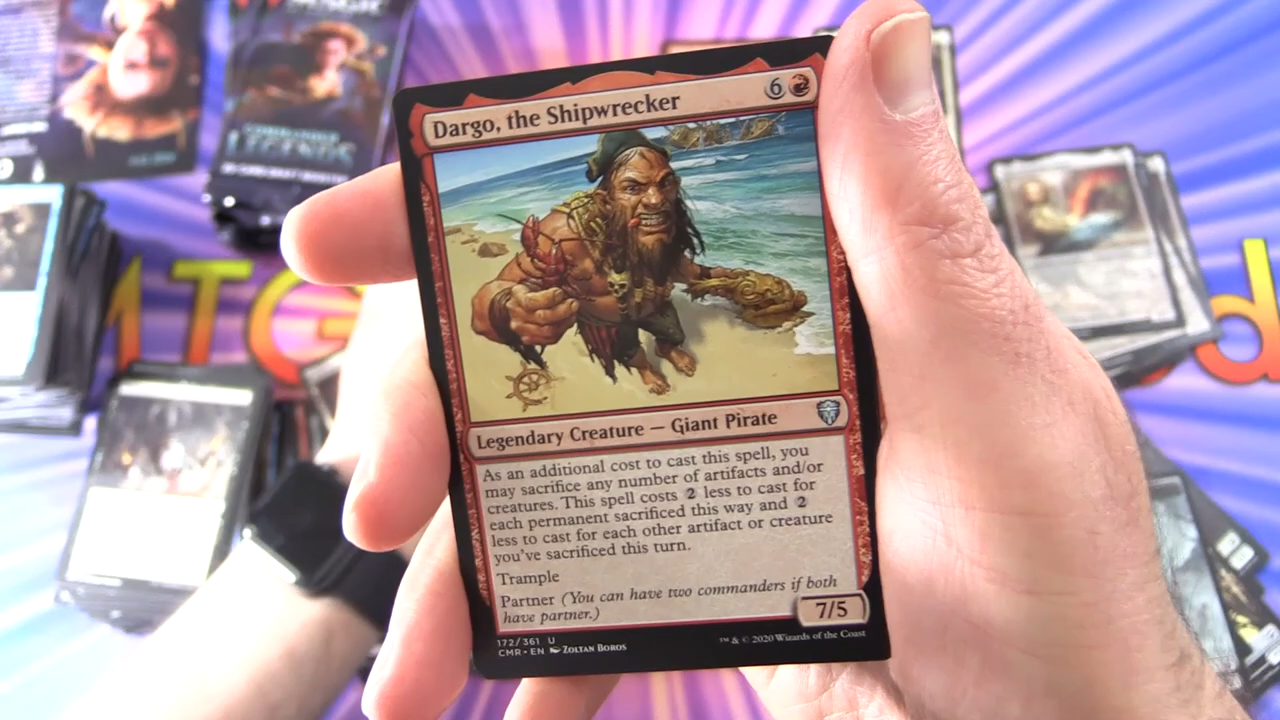 Dargo, the Shipwrecker
6
Legendary Creature — Giant Pirate
As an additional cost to cast this spell, you
may sacrifice any number of artifacts and/or
creatures. This spell costs 2 less to cast for
each permanent sacrificed this way and 2
less to cast for each other artifact or creature
you've sacrificed this turn.
Trample
Partner (You can have two commanders if both
have partner.)
7/5
172/361 U
CMR • EN ZOLTAN BOROS
™ & © 2020 Wizards of the Coast
COMMANDER
LEGENDS
MTG
d